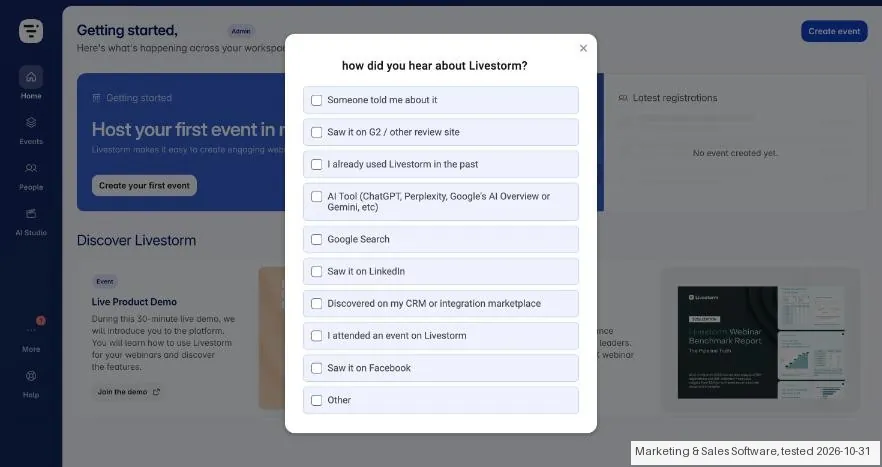 Getting started,
Admin
Here's what's happening across your workspa
Create event
Home
Events
People
AI Studio
1
More
Help
Getting started
Host your first event in
Livestorm makes it easy to create engaging web
Create your first event
Latest registrations
No event created yet.
Discover Livestorm
Event
Live Product Demo
During this 30-minute live demo, we
will introduce you to the platform.
You will learn how to use Livestorm
for your webinars and discover
the features.
Join the demo
how did you hear about Livestorm?
Someone told me about it
Saw it on G2 / other review site
I already used Livestorm in the past
AI Tool (ChatGPT, Perplexity, Google's AI Overview or
Gemini, etc)
Google Search
Saw it on LinkedIn
Discovered on my CRM or integration marketplace
I attended an event on Livestorm
Saw it on Facebook
Other
leaders.
webinar
Livestorm
Livestorm Webinar
Benchmark Report
The Pipeline Truth
Marketing & Sales Software, tested 2026-10-31